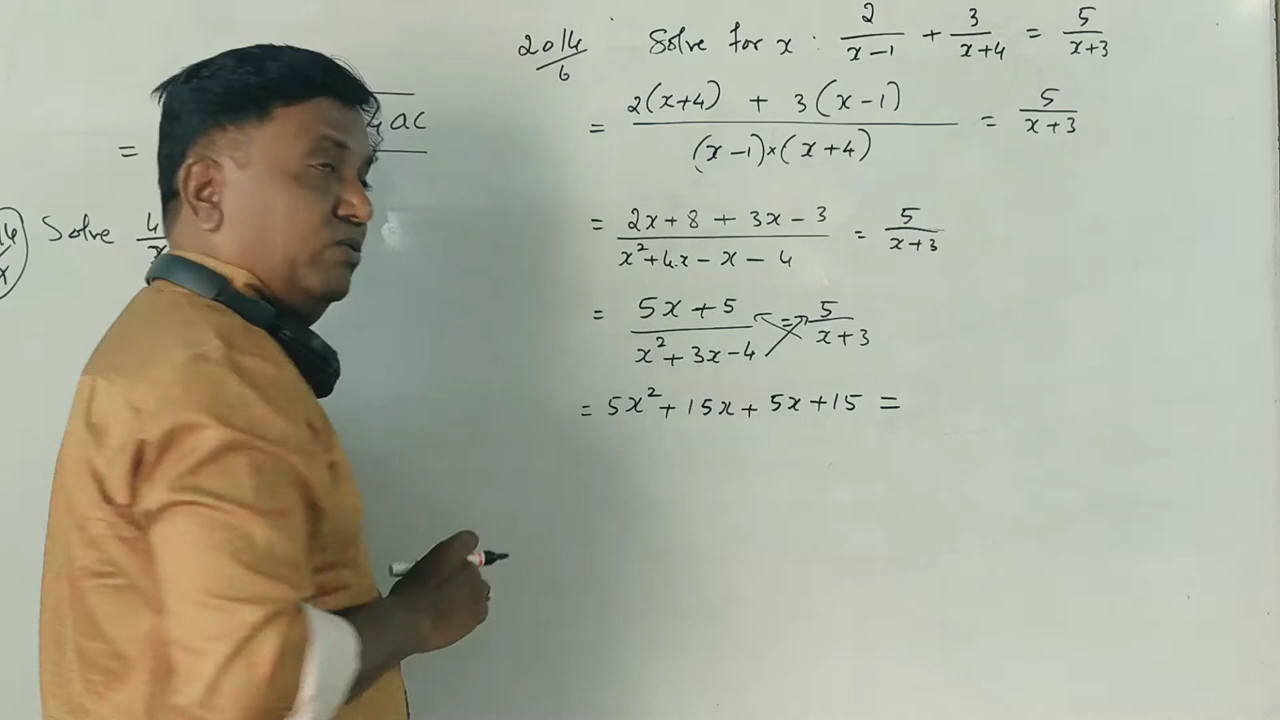 2014/6 Solve for x : 2/(x-1) + 3/(x+4) = 5/(x+3)
= (2(x+4) + 3(x-1))/((x-1)×(x+4)) = 5/(x+3)
= (2x+8+3x-3)/(x²+4x-x-4) = 5/(x+3)
= (5x+5)/(x²+3x-4) = 5/(x+3)
= 5x²+15x+5x+15 =
= 4ac
Solve 4/x